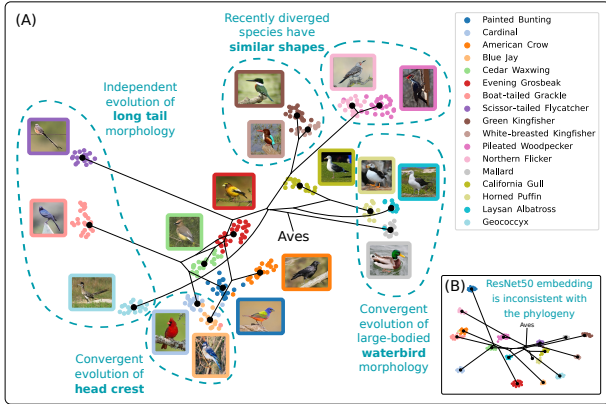 (A)
Recently diverged
species have
similar shapes
Independent
evolution of
long tail
morphology
Aves
Convergent
evolution of
head crest
Convergent
evolution of
large-bodied
waterbird
morphology
Painted Bunting
Cardinal
American Crow
Blue Jay
Cedar Waxwing
Evening Grosbeak
Boat-tailed Grackle
Scissor-tailed Flycatcher
Green Kingfisher
White-breasted Kingfisher
Pileated Woodpecker
Northern Flicker
Mallard
California Gull
Horned Puffin
Laysan Albatross
Geococcyx
(B)
ResNet50 embedding
is inconsistent with
the phylogeny
Aves